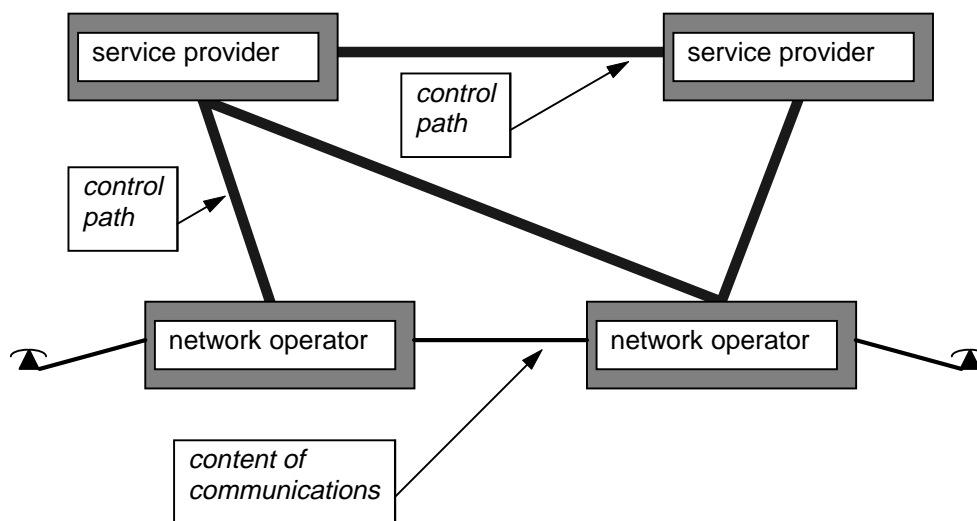 service provider
service provider
control
path
control
path
network operator
network operator
content of
communications